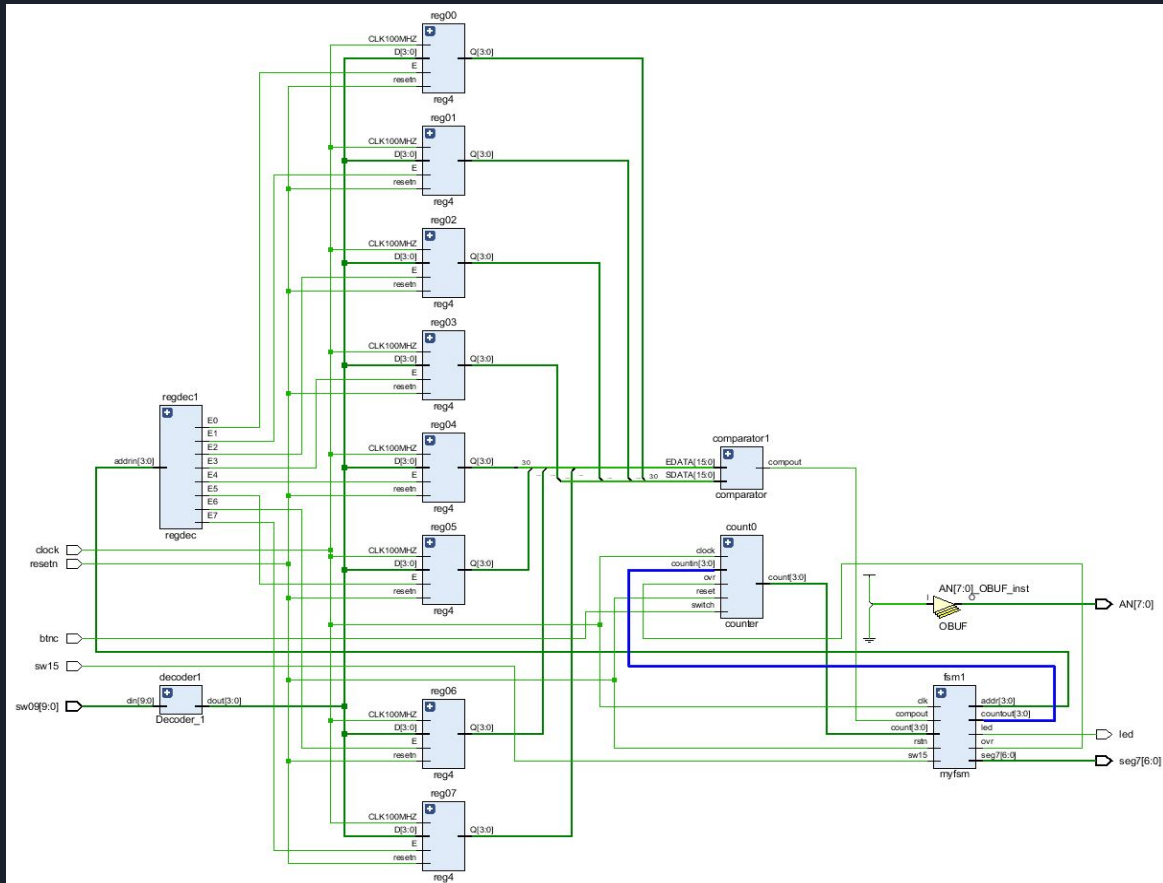 reg00
CLK100MHZ
D[3:0]
E
resetn
Q[3:0]
reg4
reg01
CLK100MHZ
D[3:0]
E
resetn
Q[3:0]
reg4
reg02
CLK100MHZ
D[3:0]
E
resetn
Q[3:0]
reg4
reg03
CLK100MHZ
D[3:0]
E
resetn
Q[3:0]
reg4
regdec1
addrin[3:0]
E0
E1
E2
E3
E4
E5
E6
E7
regdec
reg04
CLK100MHZ
D[3:0]
E
resetn
Q[3:0]
3:0
reg4
comparator1
EDATA[15:0]
3:0
SDATA[15:0]
compout
comparator
reg05
CLK100MHZ
D[3:0]
E
resetn
Q[3:0]
reg4
count0
clock
countin[3:0]
ovr
reset
switch
count[3:0]
counter
clock
resetn
btnc
sw15
sw09[9:0]
AN[7:0]_OBUF_inst
I
O
OBUF
AN[7:0]
decoder1
din[9:0]
dout[3:0]
Decoder_1
reg06
CLK100MHZ
D[3:0]
E
resetn
Q[3:0]
reg4
fsm1
clk
compout
count[3:0]
rstn
sw15
addr[3:0]
countout[3:0]
led
ovr
seg7[6:0]
myfsm
led
seg7[6:0]
reg07
CLK100MHZ
D[3:0]
E
resetn
Q[3:0]
reg4